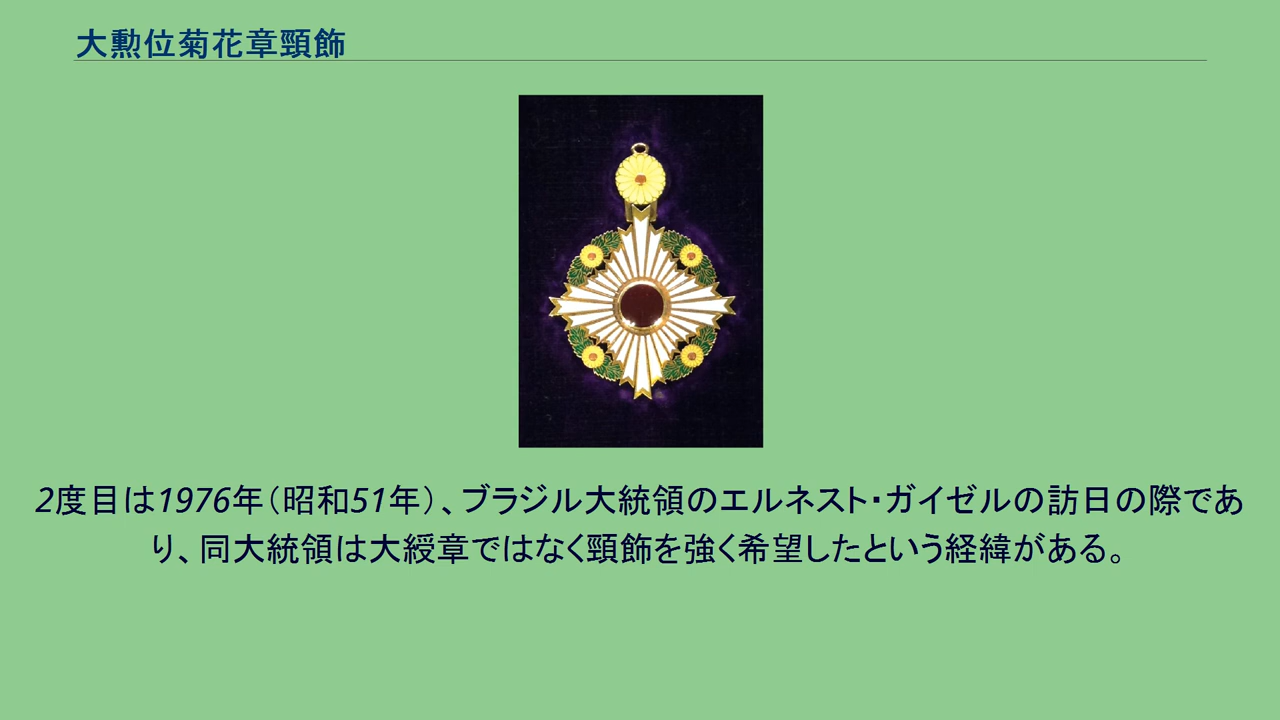 大勲位菊花章頸飾
2度目は1976年（昭和51年）、ブラジル大統領のエルネスト・ガイゼルの訪日の際であ
り、同大統領は大綬章ではなく頸飾を強く希望したという経緯がある。